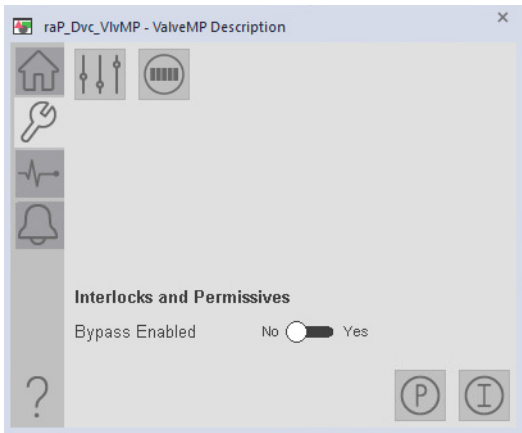 raP_Dvc_VlvMP - ValveMP Description
Interlocks and Permissives
Bypass Enabled No Yes
?
P I